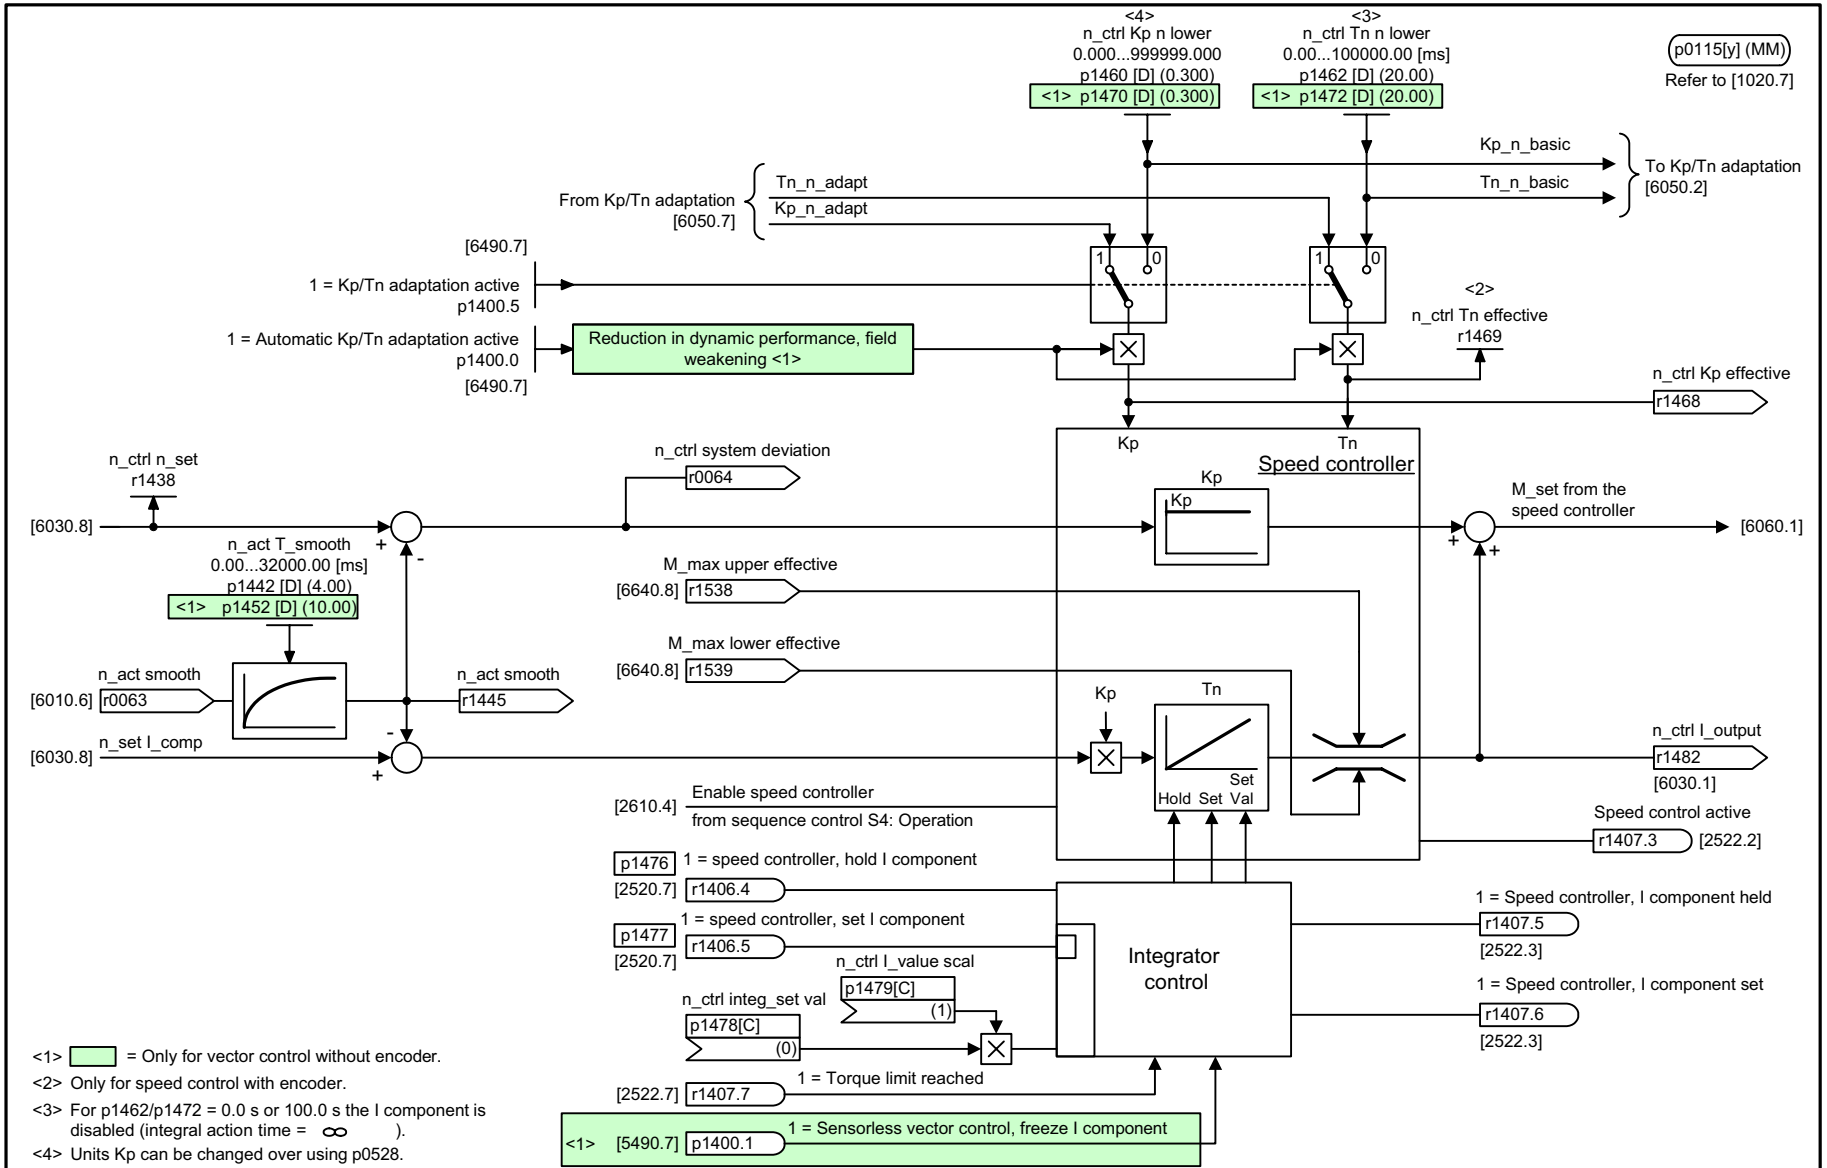 <4>
n_ctrl Kp n lower
0.000...999999.000
p1460 [D] (0.300)
<1> p1470 [D] (0.300)
<3>
n_ctrl Tn n lower
0.00...100000.00 [ms]
p1462 [D] (20.00)
<1> p1472 [D] (20.00)
p0115[y] (MM)
Refer to [1020.7]
Kp_n_basic
Tn_n_basic
To Kp/Tn adaptation
[6050.2]
From Kp/Tn adaptation
[6050.7]
Tn_n_adapt
Kp_n_adapt
1 0
1 0
[6490.7]
1 = Kp/Tn adaptation active
p1400.5
1 = Automatic Kp/Tn adaptation active
p1400.0
[6490.7]
Reduction in dynamic performance, field
weakening <1>
<2>
n_ctrl Tn effective
r1469
n_ctrl Kp effective
r1468
Kp
Tn
Speed controller
n_ctrl n_set
r1438
[6030.8]
+
-
n_ctrl system deviation
r0064
Kp
Kp
+
+
M_set from the
speed controller
[6060.1]
n_act T_smooth
0.00...32000.00 [ms]
p1442 [D] (4.00)
<1> p1452 [D] (10.00)
M_max upper effective
[6640.8] r1538
M_max lower effective
[6640.8] r1539
n_act smooth
[6010.6] r0063
n_act smooth
r1445
n_set I_comp
[6030.8]
-
+
Kp
Tn
Hold Set
Set
Val
n_ctrl I_output
r1482
[6030.1]
[2610.4]
Enable speed controller
from sequence control S4: Operation
Speed control active
r1407.3 [2522.2]
p1476
1 = speed controller, hold I component
[2520.7] r1406.4
p1477
1 = speed controller, set I component
[2520.7] r1406.5
Integrator
control
1 = Speed controller, I component held
r1407.5
[2522.3]
1 = Speed controller, I component set
r1407.6
[2522.3]
n_ctrl I_value scal
p1479[C]
(1)
n_ctrl integ_set val
p1478[C]
(0)
1 = Torque limit reached
[2522.7] r1407.7
<1> [5490.7] p1400.1
1 = Sensorless vector control, freeze I component
<1> = Only for vector control without encoder.
<2> Only for speed control with encoder.
<3> For p1462/p1472 = 0.0 s or 100.0 s the I component is
disabled (integral action time = ∞ ).
<4> Units Kp can be changed over using p0528.